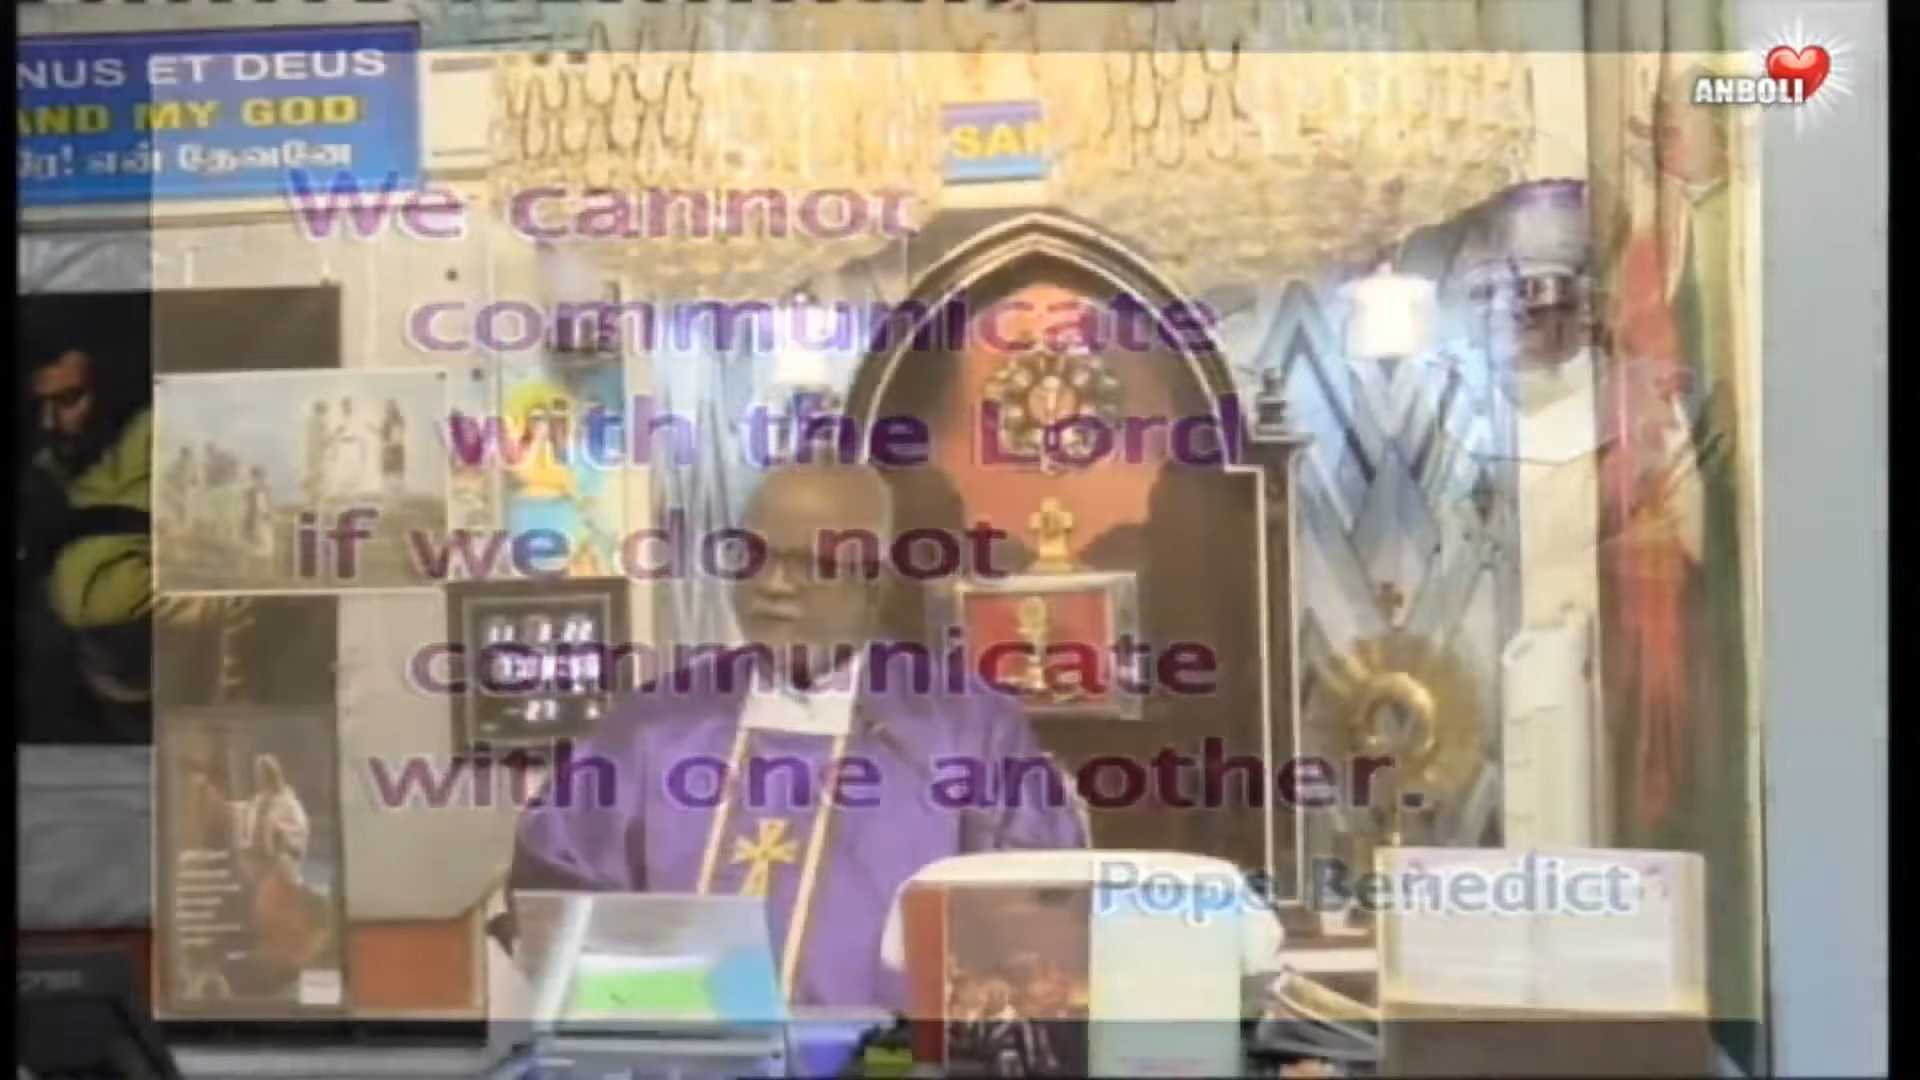 NUS ET DEUS
AND MY GOD
ரே! என் தேவனே
SAN
ANBOLI
We cannot
communicate
with the Lord
if we do not
communicate
with one another.
Pope Benedict